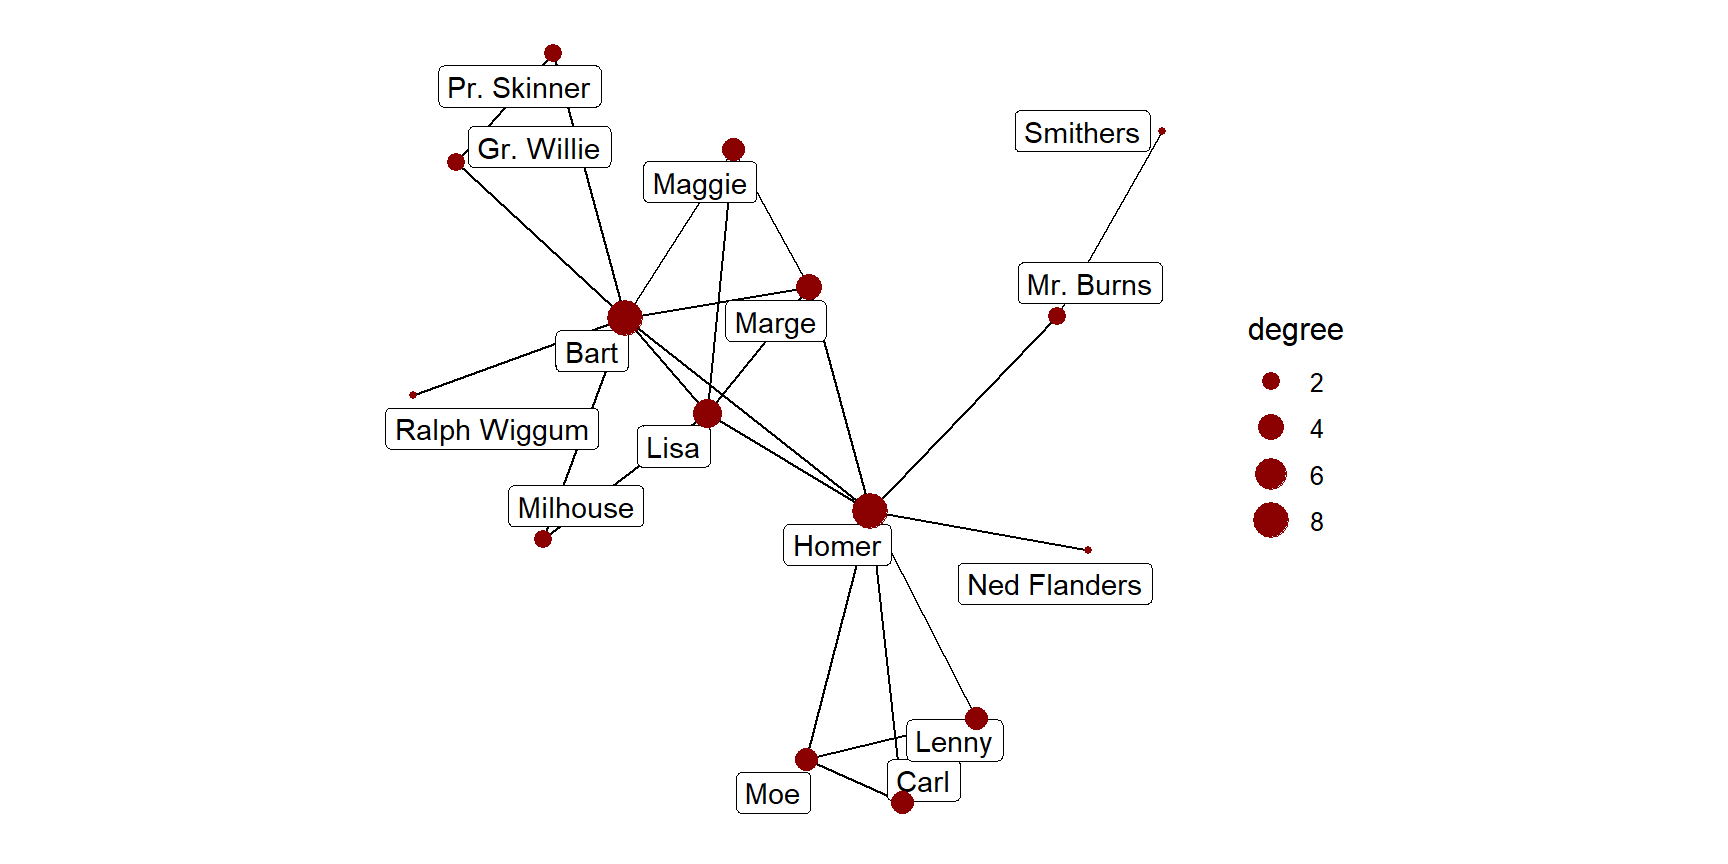 Pr. Skinner
Gr. Willie
Maggie
Smithers
Mr. Burns
Marge
Bart
Ralph Wiggum
Lisa
Milhouse
Homer
Ned Flanders
Lenny
Carl
Moe
degree
2
4
6
8